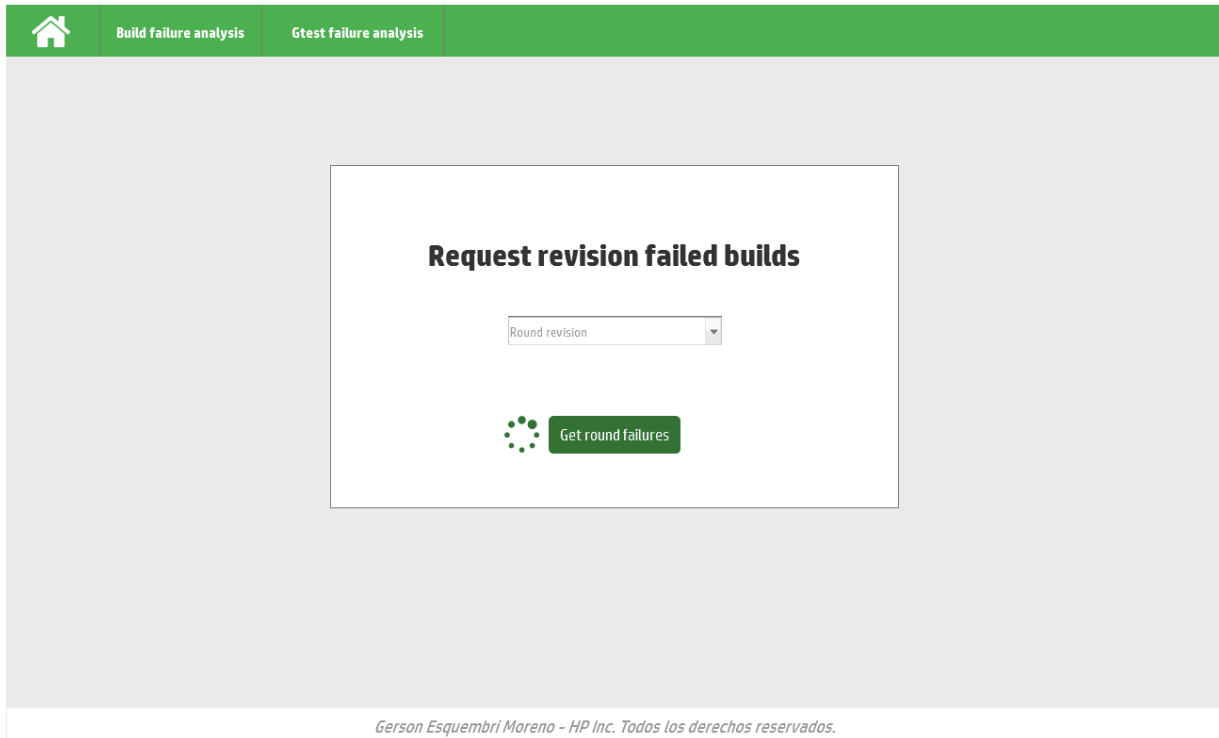 Build failure analysis Gtest failure analysis
Request revision failed builds
Round revision
Get round failures
Gerson Esquembri Moreno - HP Inc. Todos los derechos reservados.